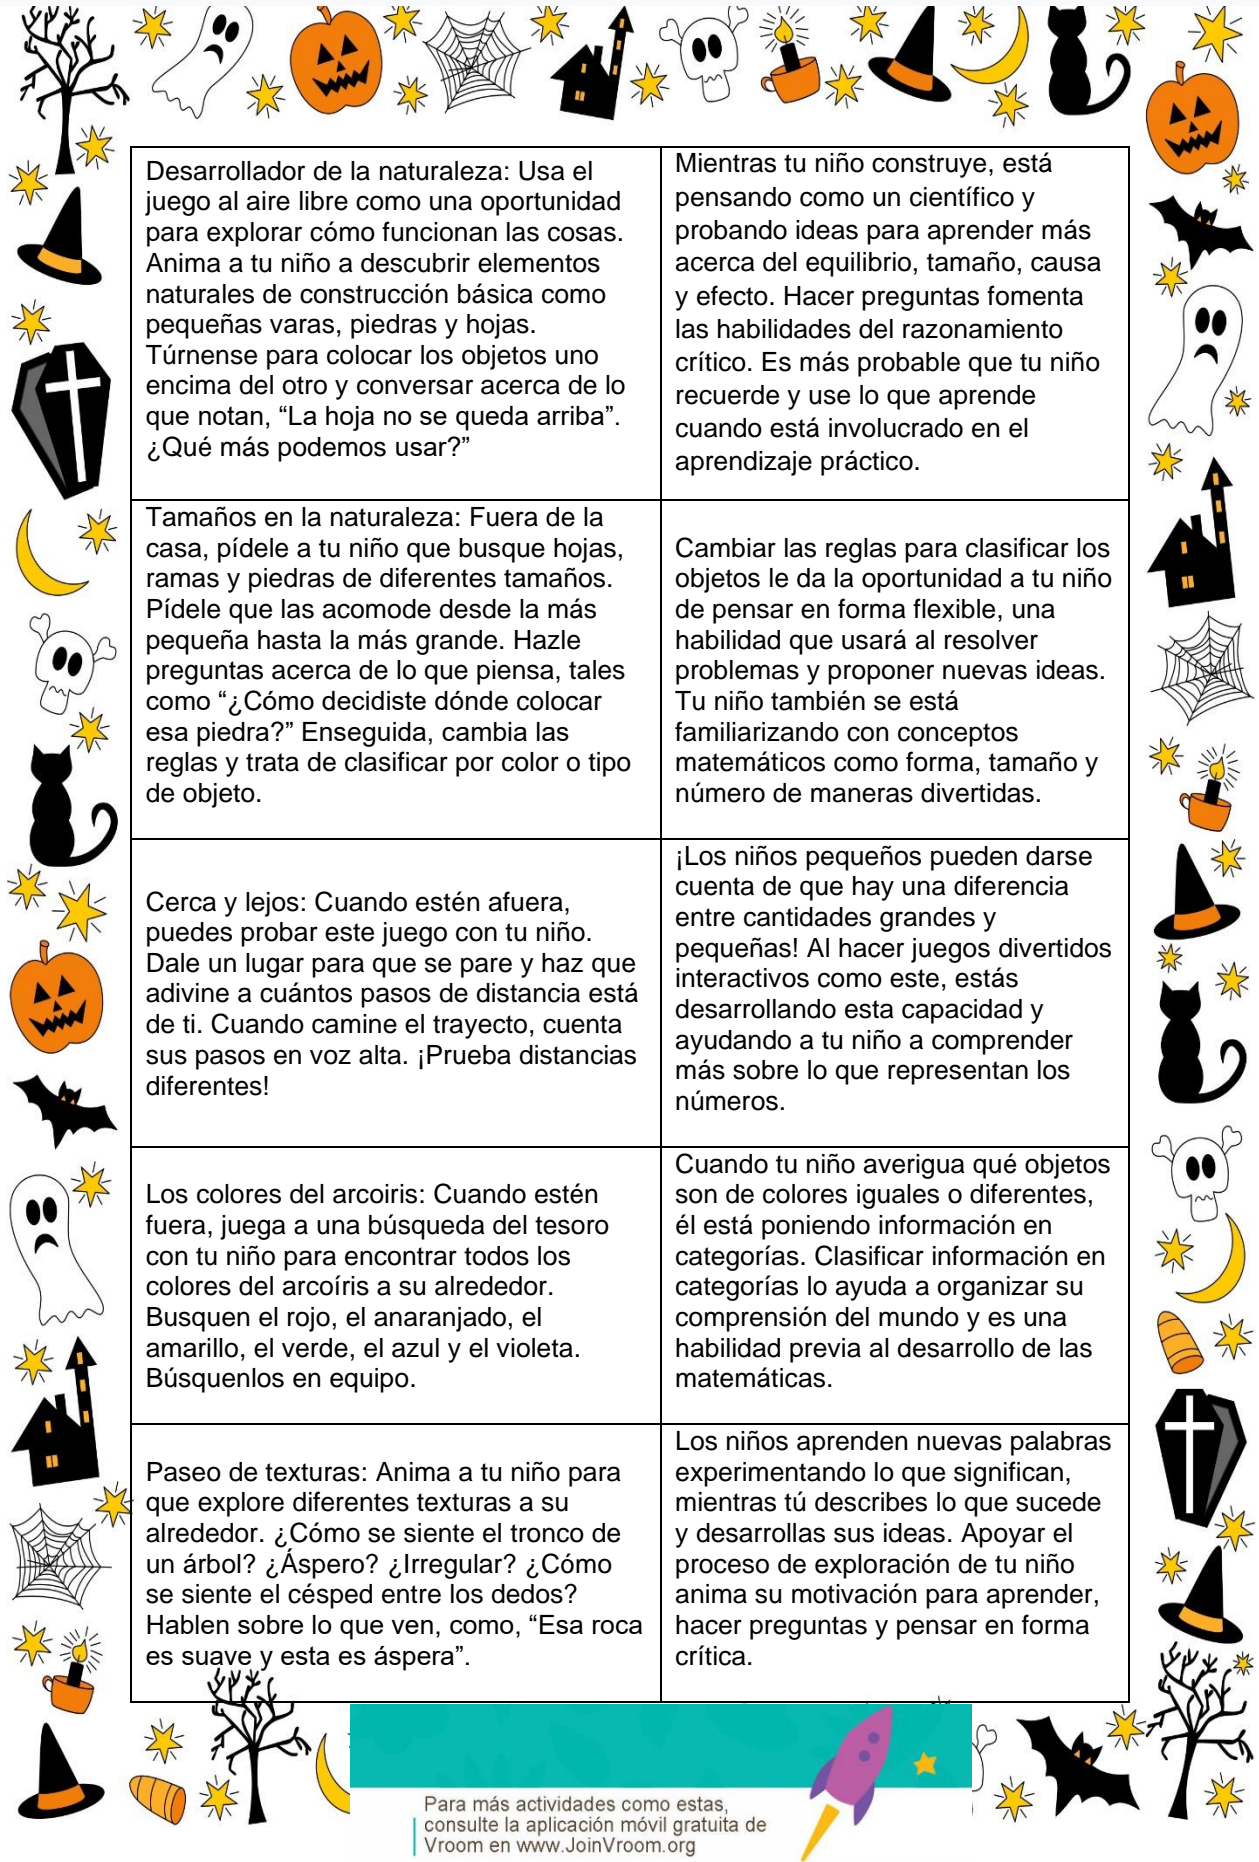 Desarrollador de la naturaleza: Usa el
juego al aire libre como una oportunidad
para explorar cómo funcionan las cosas.
Anima a tu niño a descubrir elementos
naturales de construcción básica como
pequeñas varas, piedras y hojas.
Túrnense para colocar los objetos uno
encima del otro y conversar acerca de lo
que notan, “La hoja no se queda arriba”.
¿Qué más podemos usar?”
Mientras tu niño construye, está
pensando como un científico y
probando ideas para aprender más
acerca del equilibrio, tamaño, causa
y efecto. Hacer preguntas fomenta
las habilidades del razonamiento
crítico. Es más probable que tu niño
recuerde y use lo que aprende
cuando está involucrado en el
aprendizaje práctico.
Tamaños en la naturaleza: Fuera de la
casa, pídele a tu niño que busque hojas,
ramas y piedras de diferentes tamaños.
Pídele que las acomode desde la más
pequeña hasta la más grande. Hazle
preguntas acerca de lo que piensa, tales
como “¿Cómo decidiste dónde colocar
esa piedra?” Enseguida, cambia las
reglas y trata de clasificar por color o tipo
de objeto.
Cambiar las reglas para clasificar los
objetos le da la oportunidad a tu niño
de pensar en forma flexible, una
habilidad que usará al resolver
problemas y proponer nuevas ideas.
Tu niño también se está
familiarizando con conceptos
matemáticos como forma, tamaño y
número de maneras divertidas.
Cerca y lejos: Cuando estén afuera,
puedes probar este juego con tu niño.
Dale un lugar para que se pare y haz que
adivine a cuántos pasos de distancia está
de ti. Cuando camine el trayecto, cuenta
sus pasos en voz alta. ¡Prueba distancias
diferentes!
¡Los niños pequeños pueden darse
cuenta de que hay una diferencia
entre cantidades grandes y
pequeñas! Al hacer juegos divertidos
interactivos como este, estás
desarrollando esta capacidad y
ayudando a tu niño a comprender
más sobre lo que representan los
números.
Los colores del arcoiris: Cuando estén
fuera, juega a una búsqueda del tesoro
con tu niño para encontrar todos los
colores del arcoíris a su alrededor.
Busquen el rojo, el anaranjado, el
amarillo, el verde, el azul y el violeta.
Búsquenlos en equipo.
Cuando tu niño averigua qué objetos
son de colores iguales o diferentes,
él está poniendo información en
categorías. Clasificar información en
categorías lo ayuda a organizar su
comprensión del mundo y es una
habilidad previa al desarrollo de las
matemáticas.
Paseo de texturas: Anima a tu niño para
que explore diferentes texturas a su
alrededor. ¿Cómo se siente el tronco de
un árbol? ¿Áspero? ¿Irregular? ¿Cómo
se siente el césped entre los dedos?
Hablen sobre lo que ven, como, “Esa roca
es suave y esta es áspera”.
Los niños aprenden nuevas palabras
experimentando lo que significan,
mientras tú describes lo que sucede
y desarrollas sus ideas. Apoyar el
proceso de exploración de tu niño
anima su motivación para aprender,
hacer preguntas y pensar en forma
crítica.
Para más actividades como estas,
consulte la aplicación móvil gratuita de
Vroom en www.JoinVroom.org